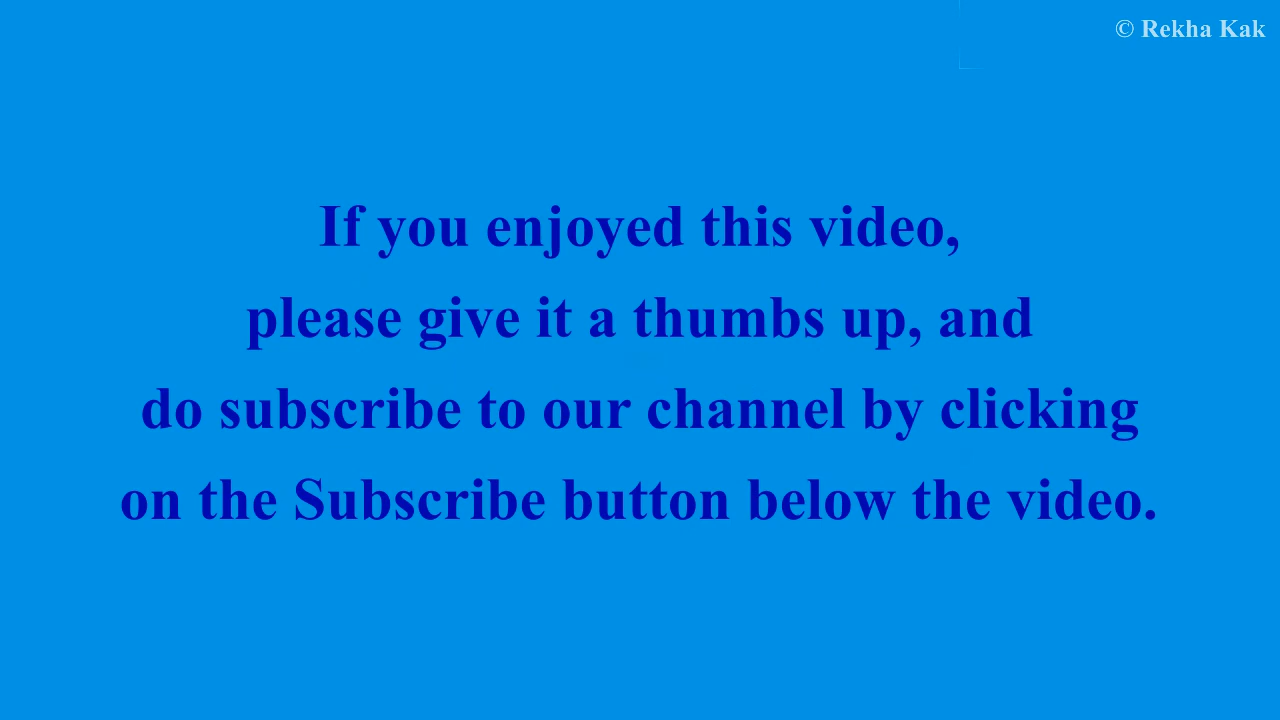 © Rekha Kak
If you enjoyed this video,
please give it a thumbs up, and
do subscribe to our channel by clicking
on the Subscribe button below the video.